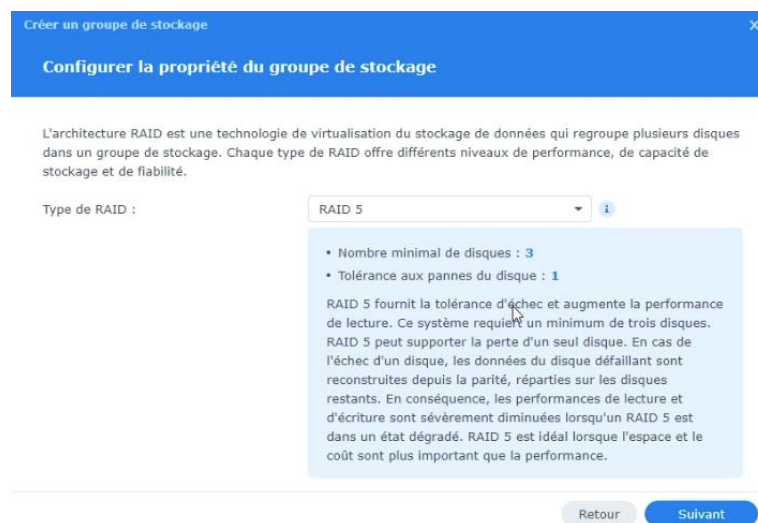 Créer un groupe de stockage
Configurer la propriété du groupe de stockage
L'architecture RAID est une technologie de virtualisation du stockage de données qui regroupe plusieurs disques
dans un groupe de stockage. Chaque type de RAID offre différents niveaux de performance, de capacité de
stockage et de fiabilité.
Type de RAID :
RAID 5
• Nombre minimal de disques : 3
• Tolérance aux pannes du disque : 1
RAID 5 fournit la tolérance d'échec et augmente la performance
de lecture. Ce système requiert un minimum de trois disques.
RAID 5 peut supporter la perte d'un seul disque. En cas de
l'échec d'un disque, les données du disque défaillant sont
reconstruites depuis la parité, réparties sur les disques
restants. En conséquence, les performances de lecture et
d'écriture sont sévèrement diminuées lorsqu'un RAID 5 est
dans un état dégradé. RAID 5 est idéal lorsque l'espace et le
coût sont plus important que la performance.
Retour
Suivant